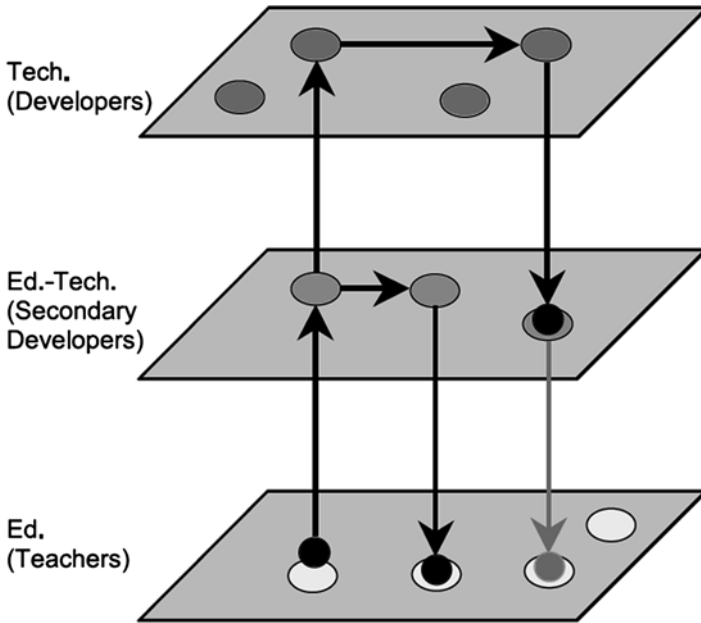 Tech.
(Developers)
Ed.-Tech.
(Secondary
Developers)
Ed.
(Teachers)